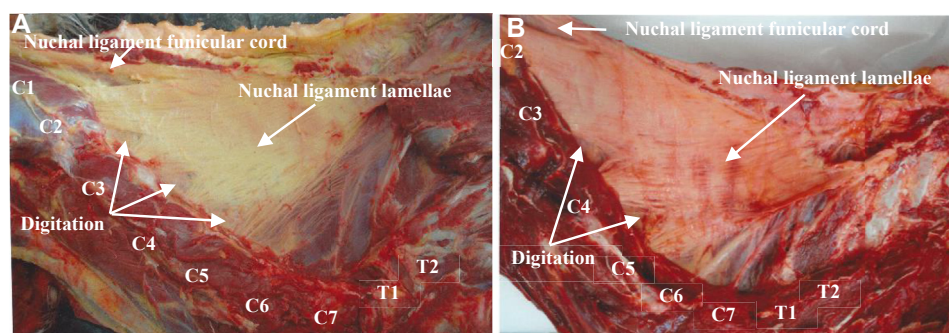 A
Nuchal ligament funicular cord
C1
Nuchal ligament lamellae
C2
C3
Digitation
C4
C5
C6
C7
T1
T2
B
Nuchal ligament funicular cord
C2
Nuchal ligament lamellae
C3
C4
Digitation
C5
C6
C7
T1
T2